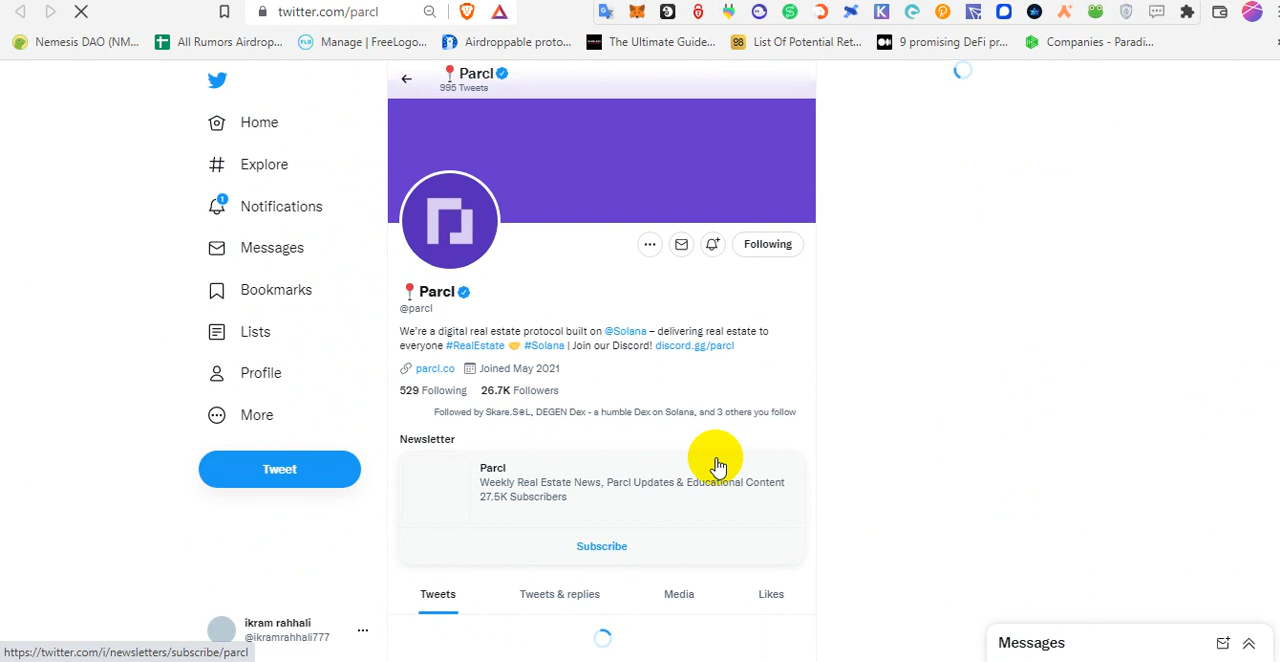 twitter.com/parcl
Nemesis DAO (NM...
All Rumors Airdrop...
Manage | FreeLogo...
Airdroppable proto...
The Ultimate Guide...
98
List Of Potential Ret...
9 promising DeFi pr...
Companies - Paradi...
Parcl
995 Tweets
Home
Explore
1
Notifications
Messages
Bookmarks
Lists
Profile
More
Tweet
ikram rahhali
@ikramrahhali777
https://twitter.com/i/newsletters/subscribe/parcl
Following
Parcl
@parcl
We're a digital real estate protocol built on @Solana – delivering real estate to
everyone #RealEstate 🤝 #Solana | Join our Discord! discord.gg/parcl
parcl.co Joined May 2021
529 Following 26.7K Followers
Followed by Skare.S◎L, DEGEN Dex - a humble Dex on Solana, and 3 others you follow
Newsletter
Parcl
Weekly Real Estate News, Parcl Updates & Educational Content
27.5K Subscribers
Subscribe
Tweets Tweets & replies Media Likes
Messages